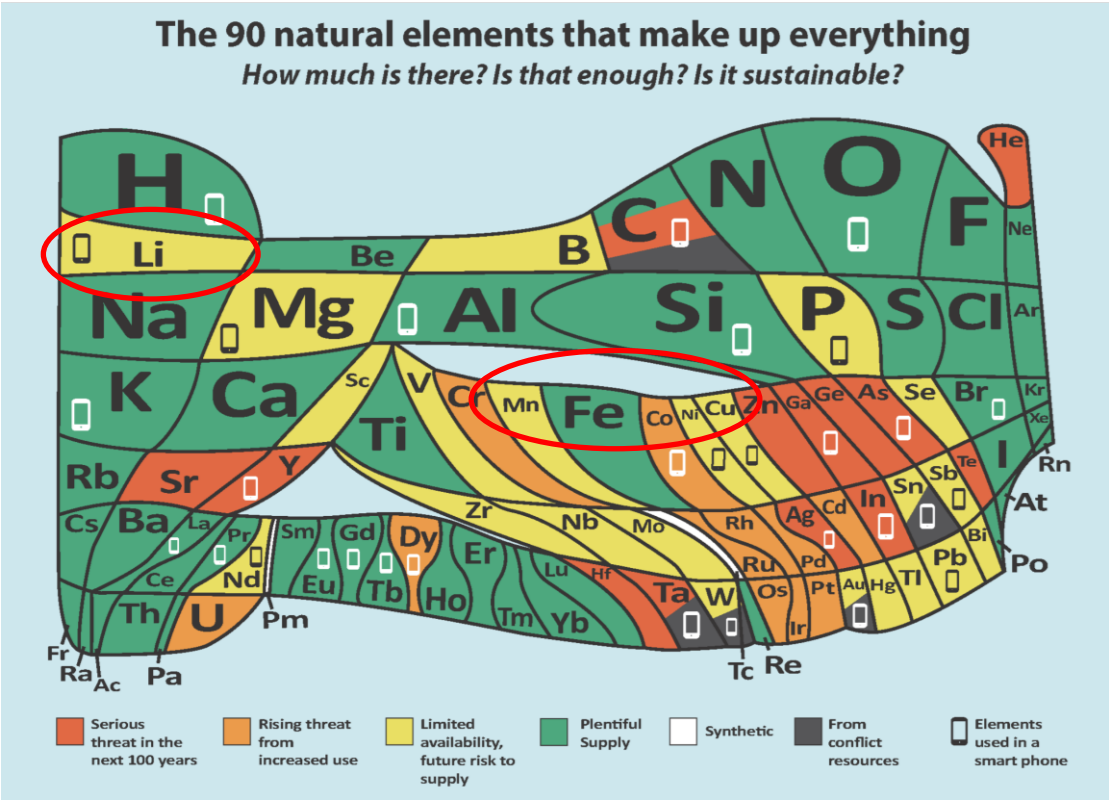 The 90 natural elements that make up everything
How much is there? Is that enough? Is it sustainable?
H
He
Li
Be
B
C
N
O
F
Ne
Na
Mg
Al
Si
P
S
Cl
Ar
K
Ca
Sc
Ti
V
Cr
Mn
Fe
Co
Ni
Cu
Zn
Ga
Ge
As
Se
Br
Kr
Rb
Sr
Y
Zr
Nb
Mo
Tc
Ru
Rh
Pd
Ag
Cd
In
Sn
Sb
Te
I
Xe
Cs
Ba
La
Ce
Pr
Nd
Pm
Sm
Eu
Gd
Tb
Dy
Ho
Er
Tm
Yb
Lu
Hf
Ta
W
Re
Os
Ir
Pt
Au
Hg
Tl
Pb
Bi
Po
At
Rn
Fr
Ra
Ac
Th
Pa
U
Serious
threat in the
next 100 years
Rising threat
from
increased use
Limited
availability,
future risk to
supply
Plentiful
Supply
Synthetic
From
conflict
resources
Elements
used in a
smart phone